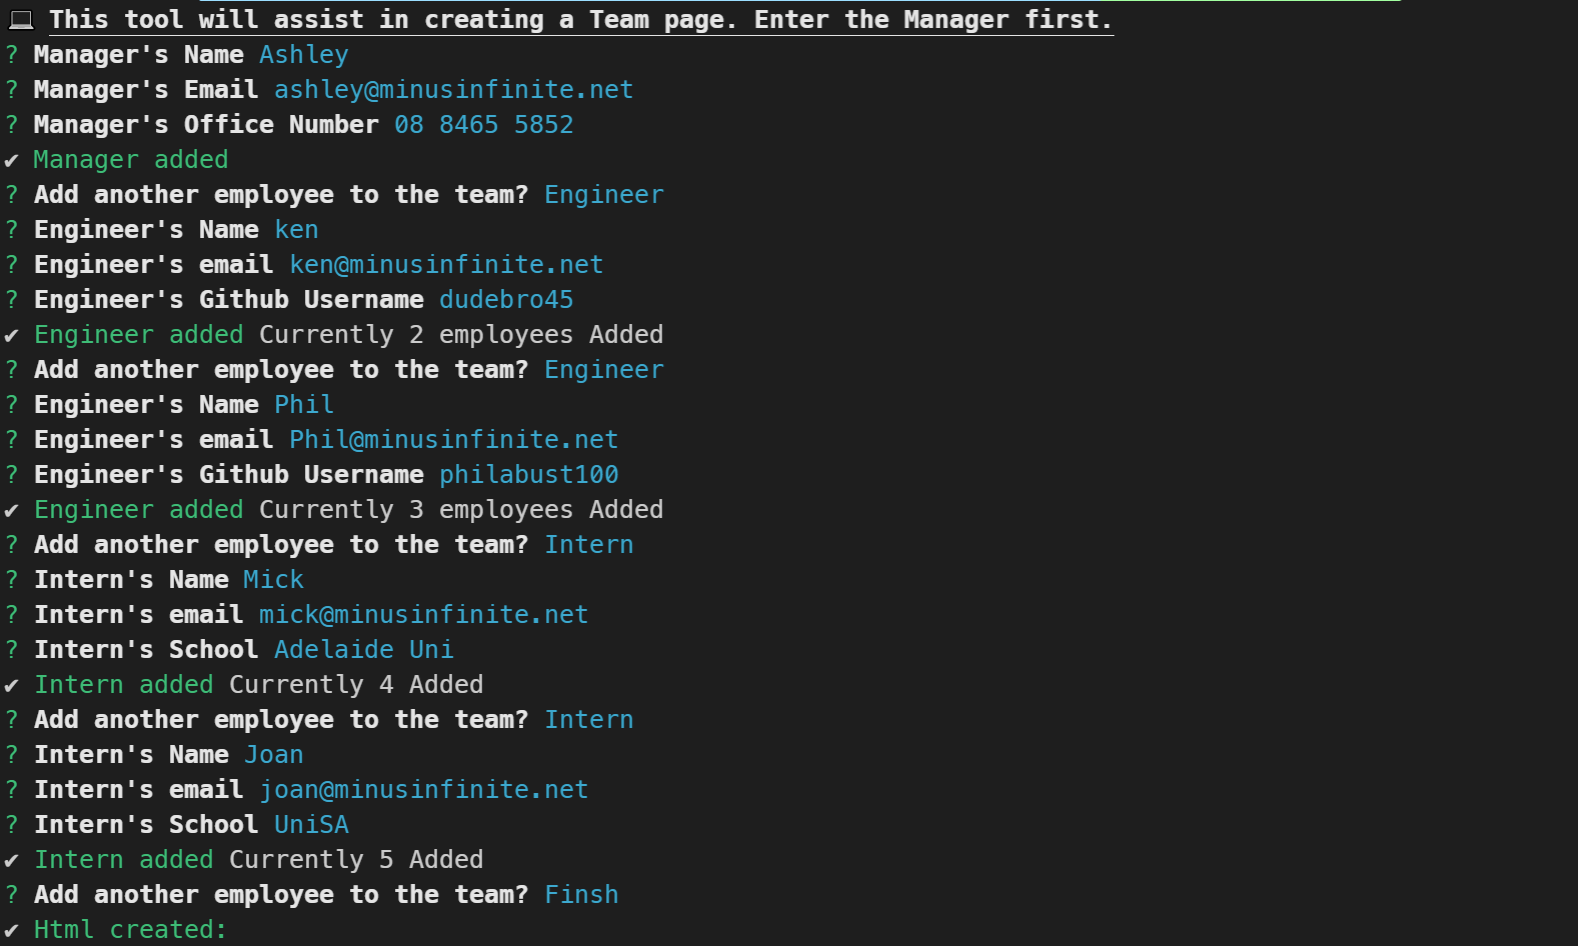 💻 This tool will assist in creating a Team page. Enter the Manager first.
? Manager's Name Ashley
? Manager's Email ashley@minusinfinite.net
? Manager's Office Number 08 8465 5852
✔ Manager added
? Add another employee to the team? Engineer
? Engineer's Name ken
? Engineer's email ken@minusinfinite.net
? Engineer's Github Username dudebro45
✔ Engineer added Currently 2 employees Added
? Add another employee to the team? Engineer
? Engineer's Name Phil
? Engineer's email Phil@minusinfinite.net
? Engineer's Github Username philabust100
✔ Engineer added Currently 3 employees Added
? Add another employee to the team? Intern
? Intern's Name Mick
? Intern's email mick@minusinfinite.net
? Intern's School Adelaide Uni
✔ Intern added Currently 4 Added
? Add another employee to the team? Intern
? Intern's Name Joan
? Intern's email joan@minusinfinite.net
? Intern's School UniSA
✔ Intern added Currently 5 Added
? Add another employee to the team? Finsh
✔ Html created: